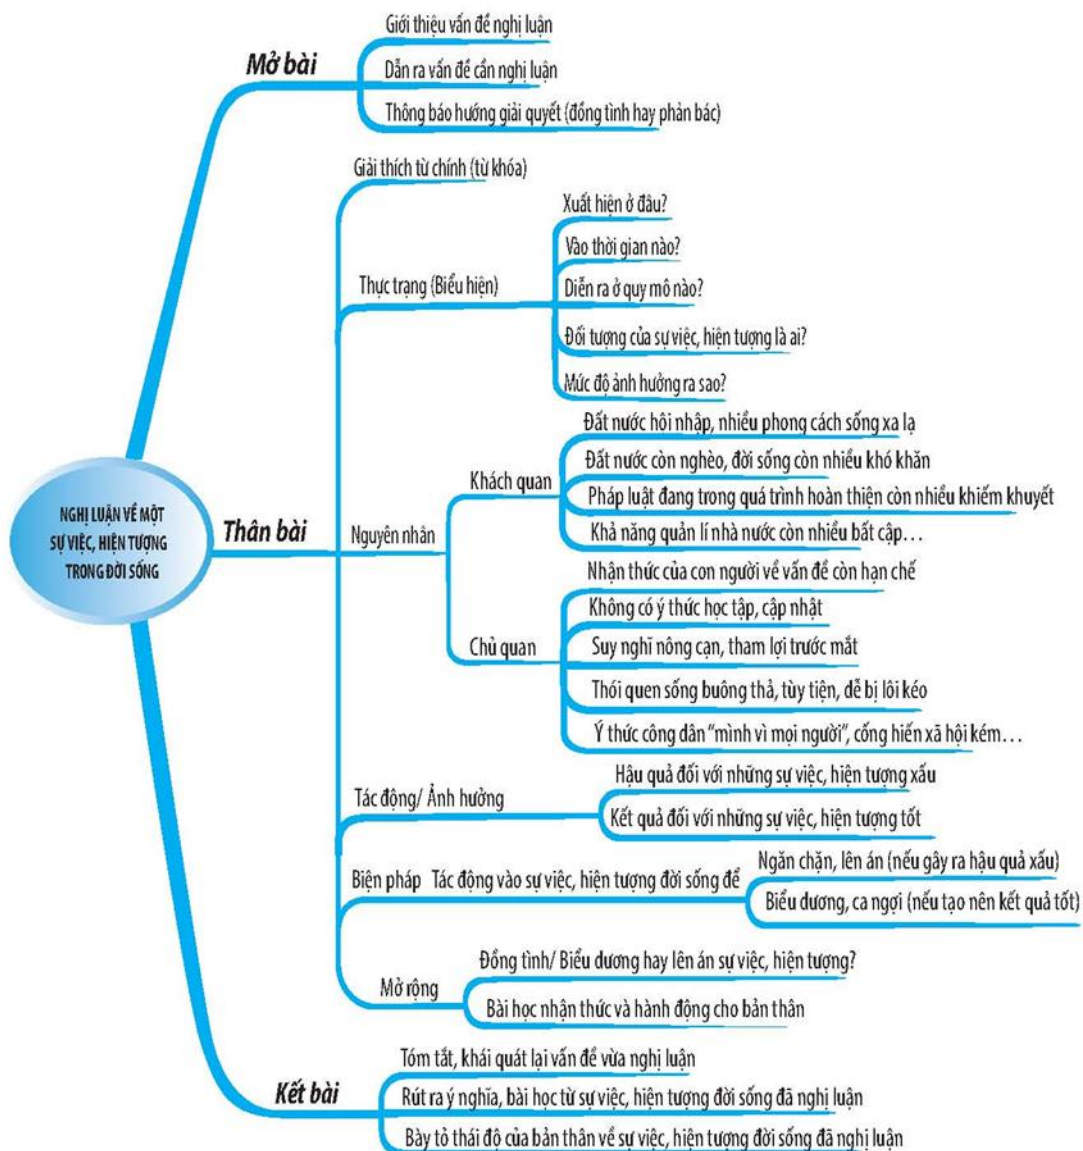 Giới thiệu vấn đề nghị luận
Mở bài
Dẫn ra vấn đề cần nghị luận
Thông báo hướng giải quyết (đồng tình hay phản bác)
Giải thích từ chính (từ khóa)
Xuất hiện ở đâu?
Vào thời gian nào?
Thực trạng (Biểu hiện)
Diễn ra ở quy mô nào?
Đối tượng của sự việc, hiện tượng là ai?
Mức độ ảnh hưởng ra sao?
Đất nước hôi nhập, nhiều phong cách sống xa lạ
Khách quan
Đất nước còn nghèo, đời sống còn nhiều khó khăn
Pháp luật đang trong quá trình hoàn thiện còn nhiều khiếm khuyết
Khả năng quản lí nhà nước còn nhiều bất cập...
NGHỊ LUẬN VỀ MỘT
SỰ VIỆC, HIỆN TƯỢNG
TRONG ĐỜI SỐNG
Thân bài
Nguyên nhân
Nhận thức của con người về vấn đề còn hạn chế
Không có ý thức học tập, cập nhật
Chủ quan
Suy nghĩ nông cạn, tham lợi trước mắt
Thói quen sống buông thả, tùy tiện, dễ bị lôi kéo
Ý thức công dân “mình vì mọi người”, cống hiến xã hội kém...
Tác động/ Ảnh hưởng
Hậu quả đối với những sự việc, hiện tượng xấu
Kết quả đối với những sự việc, hiện tượng tốt
Biện pháp Tác động vào sự việc, hiện tượng đời sống để
Ngăn chặn, lên án (nếu gây ra hậu quả xấu)
Biểu dương, ca ngợi (nếu tạo nên kết quả tốt)
Mở rộng
Đồng tình/ Biểu dương hay lên án sự việc, hiện tượng?
Bài học nhận thức và hành động cho bản thân
Kết bài
Tóm tắt, khái quát lại vấn đề vừa nghị luận
Rút ra ý nghĩa, bài học từ sự việc, hiện tượng đời sống đã nghị luận
Bày tỏ thái độ của bản thân về sự việc, hiện tượng đời sống đã nghị luận